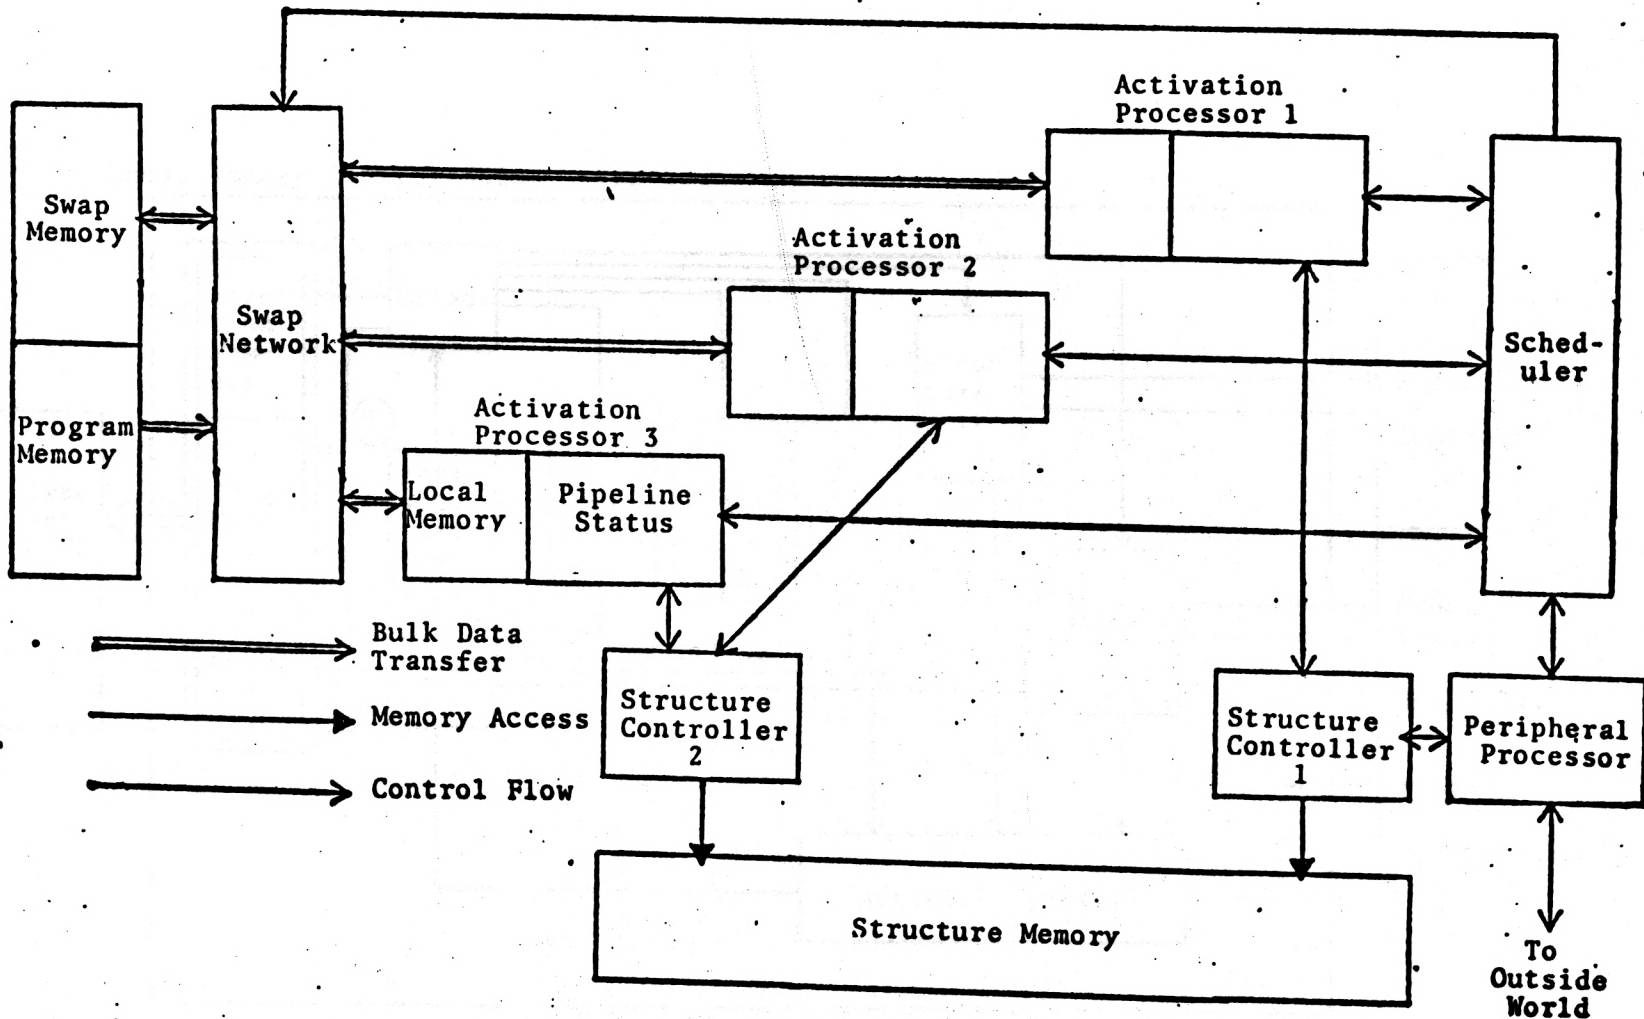 Activation
Processor 1
Swap
Memory
Activation
Processor 2
Swap
Network
Sched-
uler
Program
Memory
Activation
Processor 3
Local
Memory
Pipeline
Status
Bulk Data
Transfer
Memory Access
Control Flow
Structure
Controller
2
Structure
Controller
1
Peripheral
Processor
Structure Memory
To
Outside
World